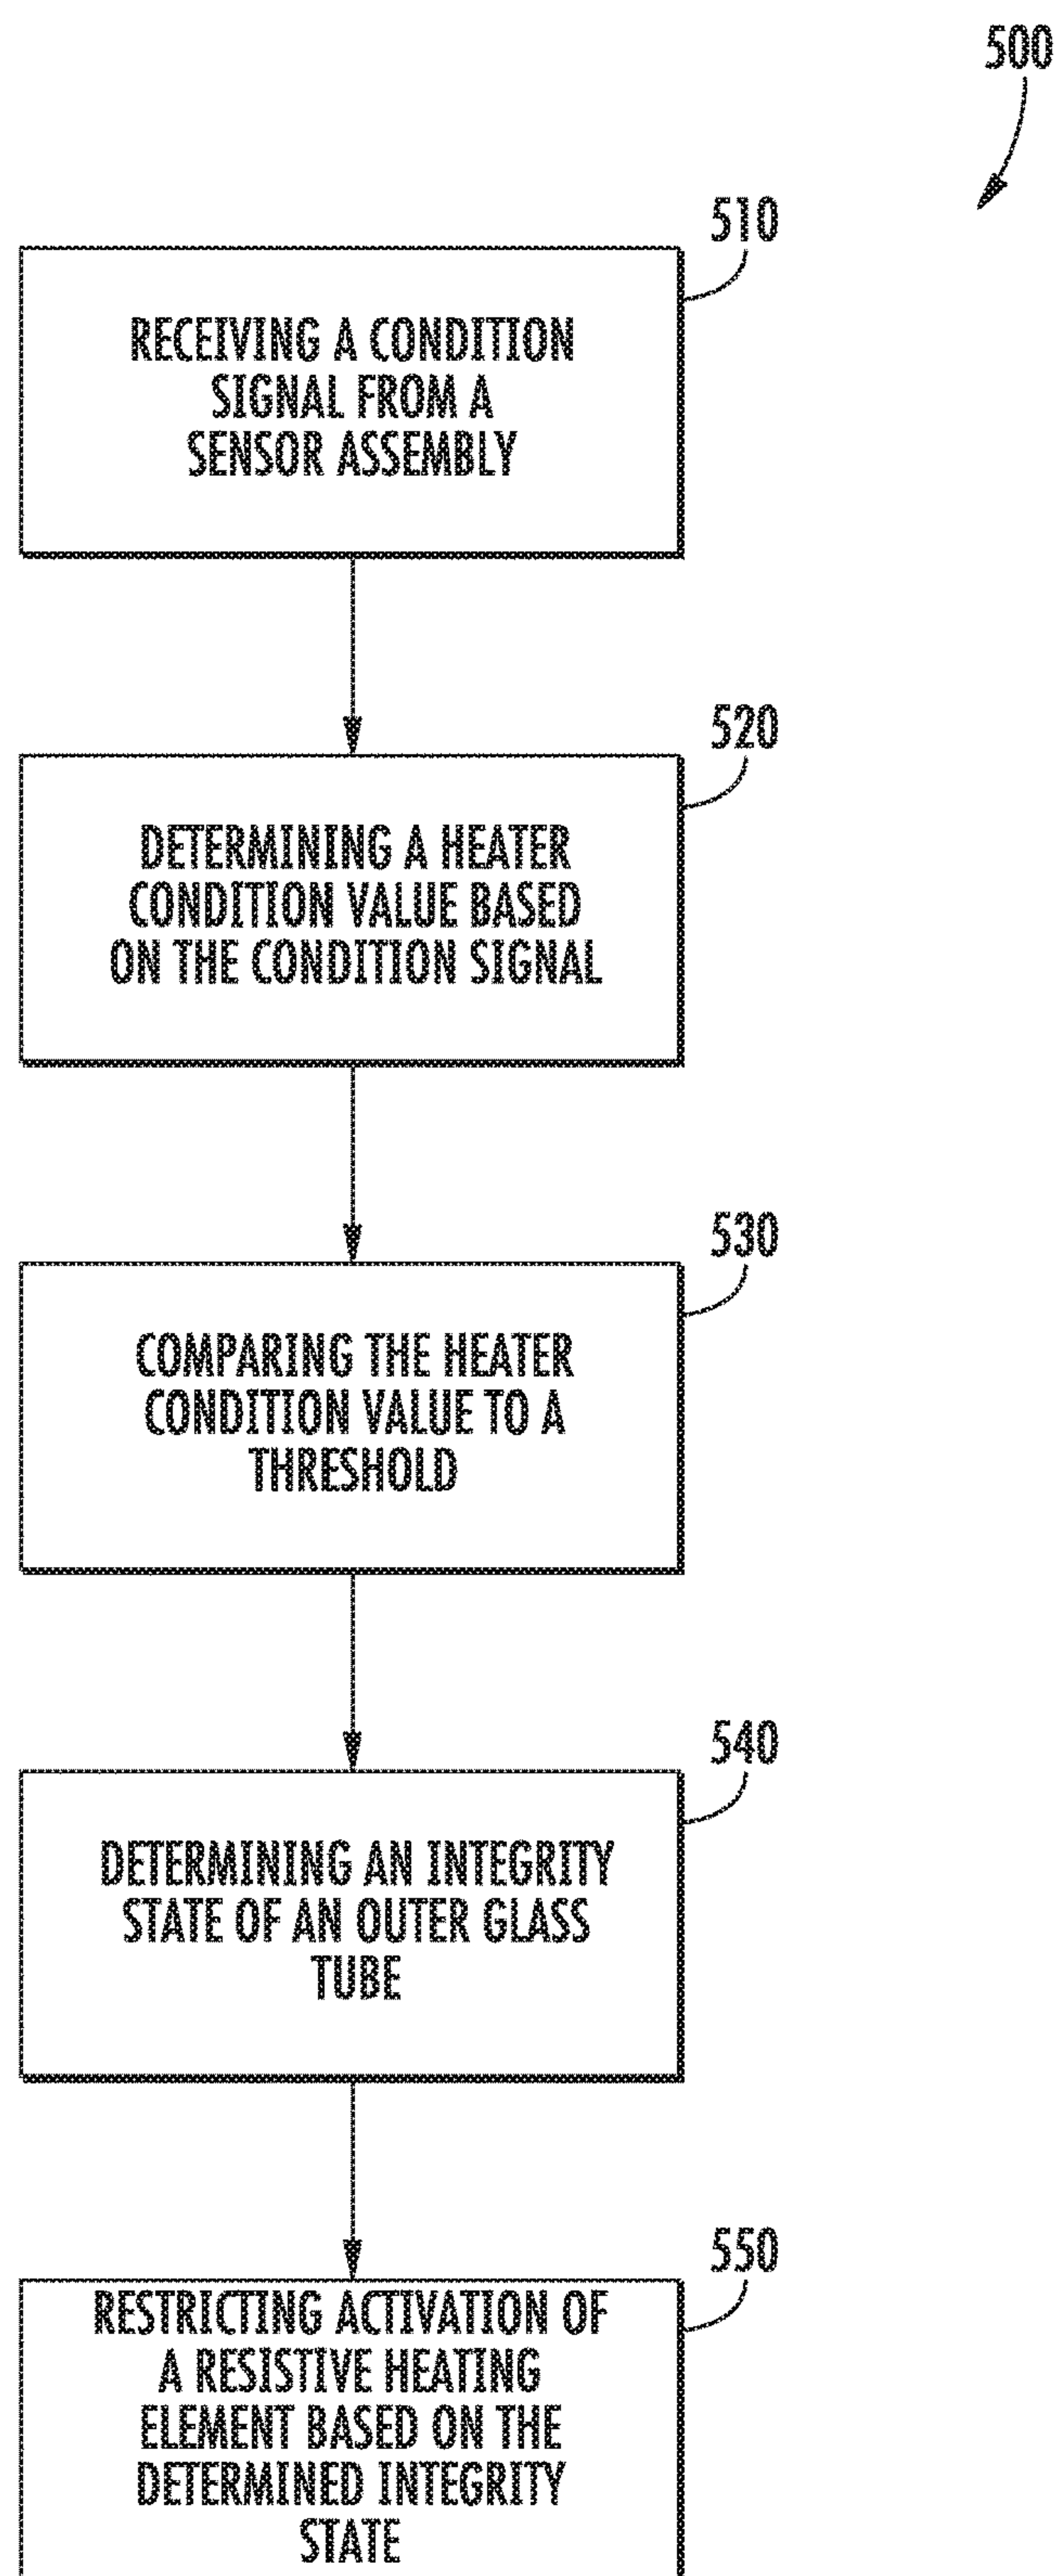 500
510
RECEIVING A CONDITION
SIGNAL FROM A
SENSOR ASSEMBLY
520
DETERMINING A HEATER
CONDITION VALUE BASED
ON THE CONDITION SIGNAL
530
COMPARING THE HEATER
CONDITION VALUE TO A
THRESHOLD
540
DETERMINING AN INTEGRITY
STATE OF AN OUTER GLASS
TUBE
550
RESTRICTING ACTIVATION OF
A RESISTIVE HEATING
ELEMENT BASED ON THE
DETERMINED INTEGRITY
STATE